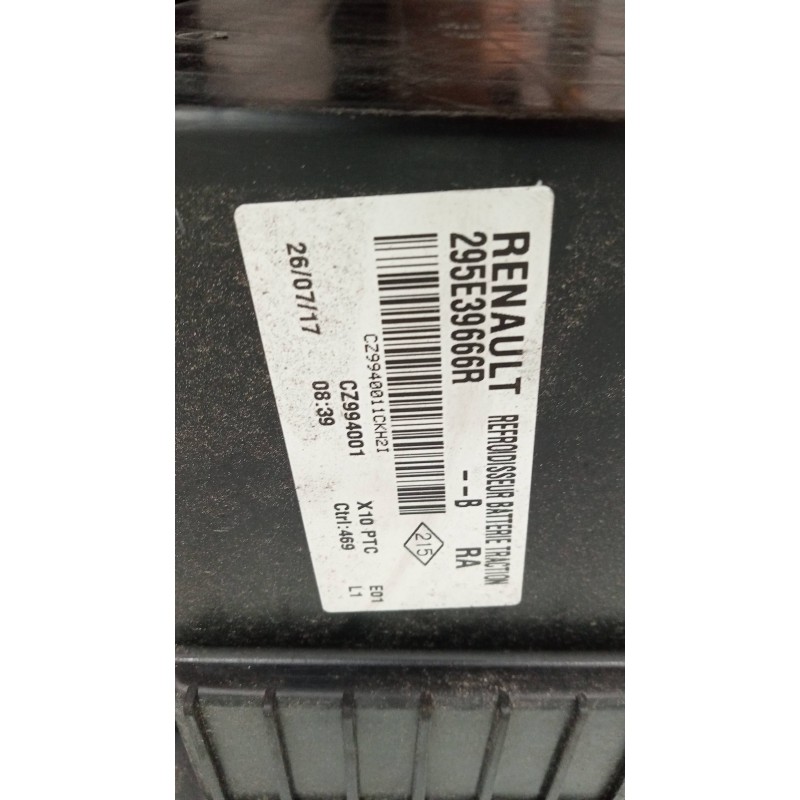 RENAULT REFROIDISSEUR BATTERIE TRACTION
295E39666R --B RA
CZ9940011CKH2I 215
CZ994001 X10 PTC E01
26/07/17 08:39 Ctrl:469 L1